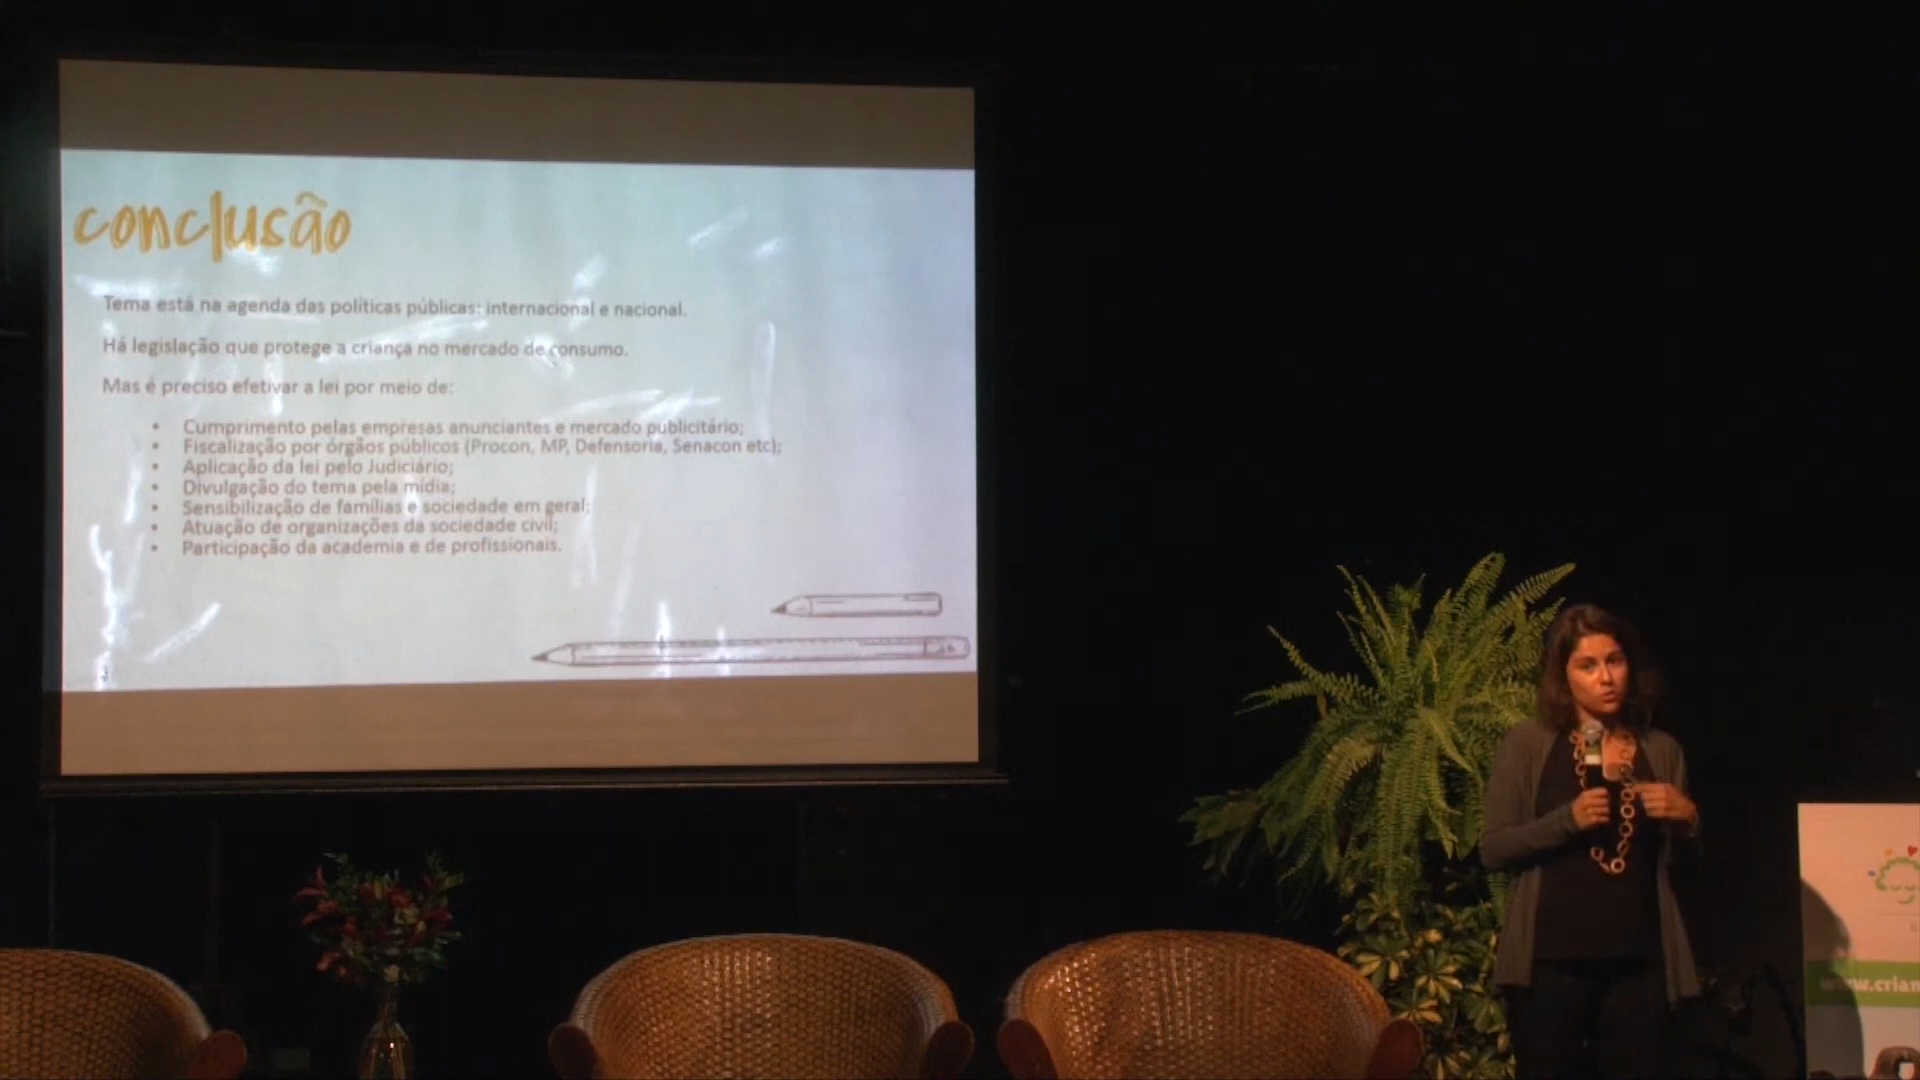 conclusão
Tema está na agenda das políticas públicas: internacional e nacional.
Há legislação que protege a criança no mercado de consumo.
Mas é preciso efetivar a lei por meio de:
• Cumprimento pelas empresas anunciantes e mercado publicitário;
• Fiscalização por órgãos públicos (Procon, MP, Defensoria, Senacon etc);
• Aplicação da lei pelo Judiciário;
• Divulgação do tema pela mídia;
• Sensibilização de famílias e sociedade em geral;
• Atuação de organizações da sociedade civil;
• Participação da academia e de profissionais.
www.crian